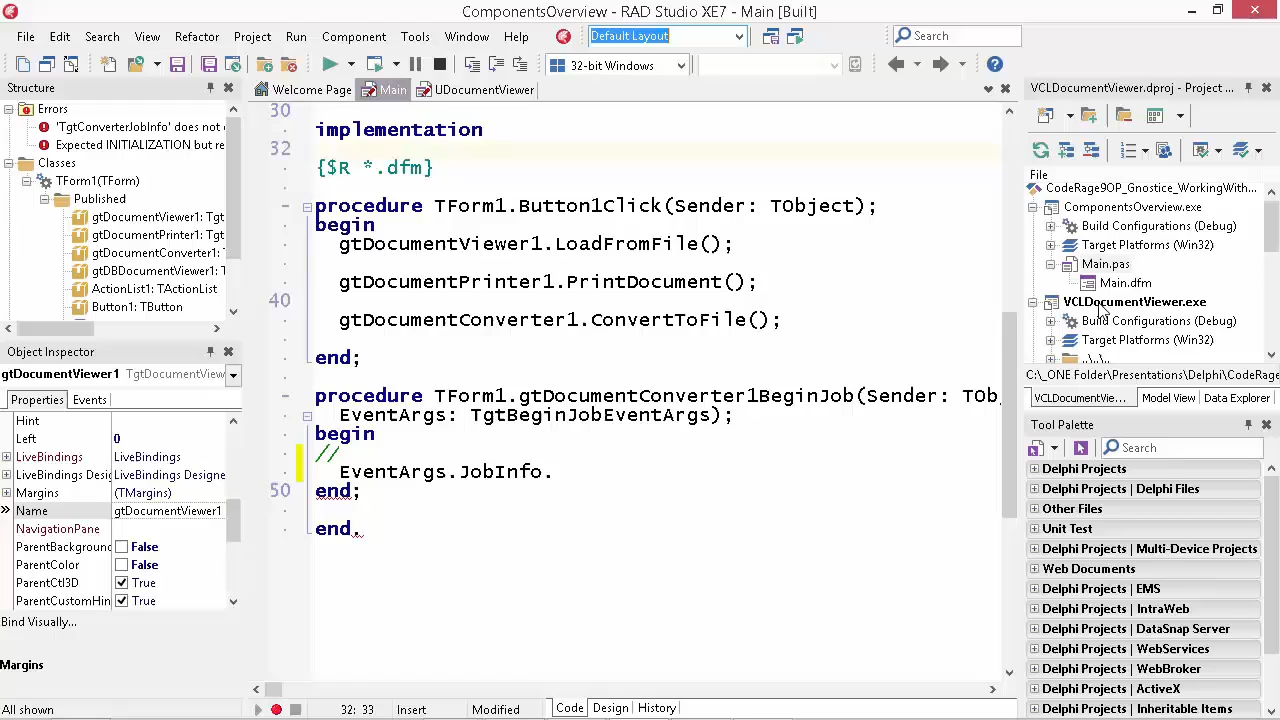 ComponentsOverview - RAD Studio XE7 - Main [Built]
File Edit Search View Refactor Project Run Component Tools Window Help
Default Layout
Search
32-bit Windows
Structure
Errors
'TgtConverterJobInfo' does not
Expected INITIALIZATION but re
Classes
TForm1(TForm)
Published
gtDocumentViewer1: Tgt
gtDocumentPrinter1: Tgt
gtDocumentConverter1:
gtDBDocumentViewer1: T
ActionList1: TActionList
Button1: TButton
Object Inspector
gtDocumentViewer1 TgtDocumentView
Properties Events
Hint
Left 0
LiveBindings LiveBindings
LiveBindings Desi LiveBindings Designe
Margins (TMargins)
Name gtDocumentViewer1
NavigationPane
ParentBackground False
ParentColor False
ParentCtl3D True
ParentCustomHin True
Bind Visually...
Margins
All shown
Welcome Page Main UDocumentViewer
30
implementation
32
{$R *.dfm}
procedure TForm1.Button1Click(Sender: TObject);
begin
gtDocumentViewer1.LoadFromFile();
gtDocumentPrinter1.PrintDocument();
40
gtDocumentConverter1.ConvertToFile();
end;
procedure TForm1.gtDocumentConverter1BeginJob(Sender: TOb
EventArgs: TgtBeginJobEventArgs);
begin
//
EventArgs.JobInfo.
50 end;
end.
32: 33 Insert Modified Code Design History
VCLDocumentViewer.dproj - Project ...
File
CodeRage9OP_Gnostice_WorkingWith...
ComponentsOverview.exe
Build Configurations (Debug)
Target Platforms (Win32)
Main.pas
Main.dfm
VCLDocumentViewer.exe
Build Configurations (Debug)
Target Platforms (Win32)
..\..\..
C:\_ONE Folder\Presentations\Delphi\CodeRage
VCLDocumentVie... Model View Data Explorer
Tool Palette
Search
Delphi Projects
Delphi Projects | Delphi Files
Other Files
Unit Test
Delphi Projects | Multi-Device Projects
Web Documents
Delphi Projects | EMS
Delphi Projects | IntraWeb
Delphi Projects | DataSnap Server
Delphi Projects | WebServices
Delphi Projects | WebBroker
Delphi Projects | ActiveX
Delphi Projects | Inheritable Items